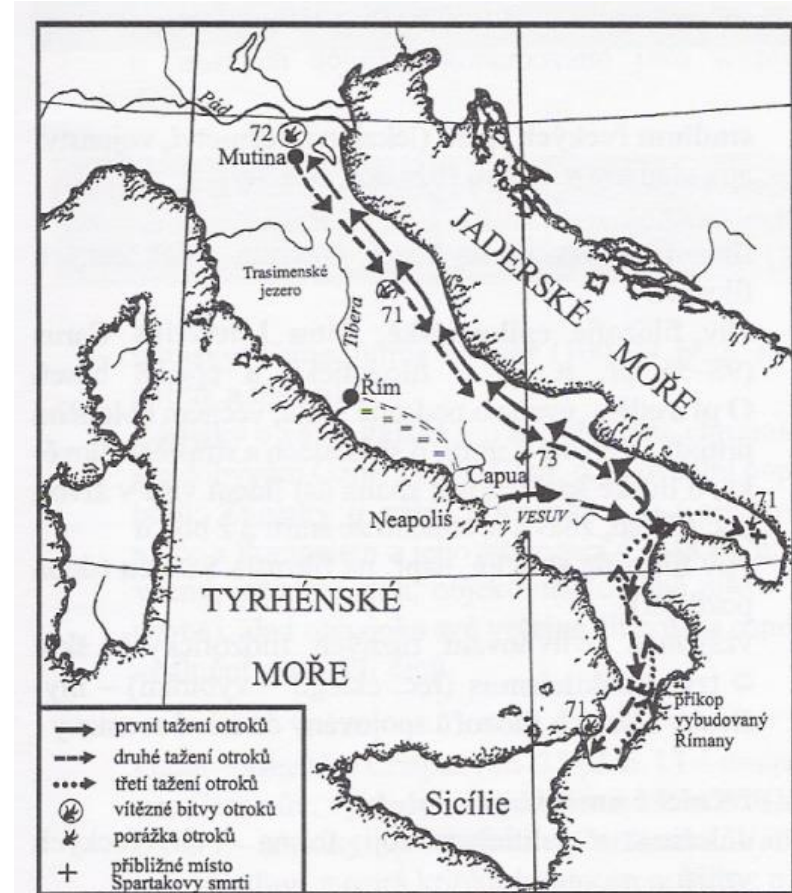 Pád
72
Mutina
Trasimenské
jezero
Tibera
71
JADERSKÉ MOŘE
Řím
73
Capua
Neapolis
VESUV
71
TYRHÉNSKÉ
MOŘE
příkop
vybudovaný
Římany
71
Sicílie
první tažení otroků
druhé tažení otroků
třetí tažení otroků
vítězné bitvy otroků
porážka otroků
přibližné místo
Spartakovy smrti